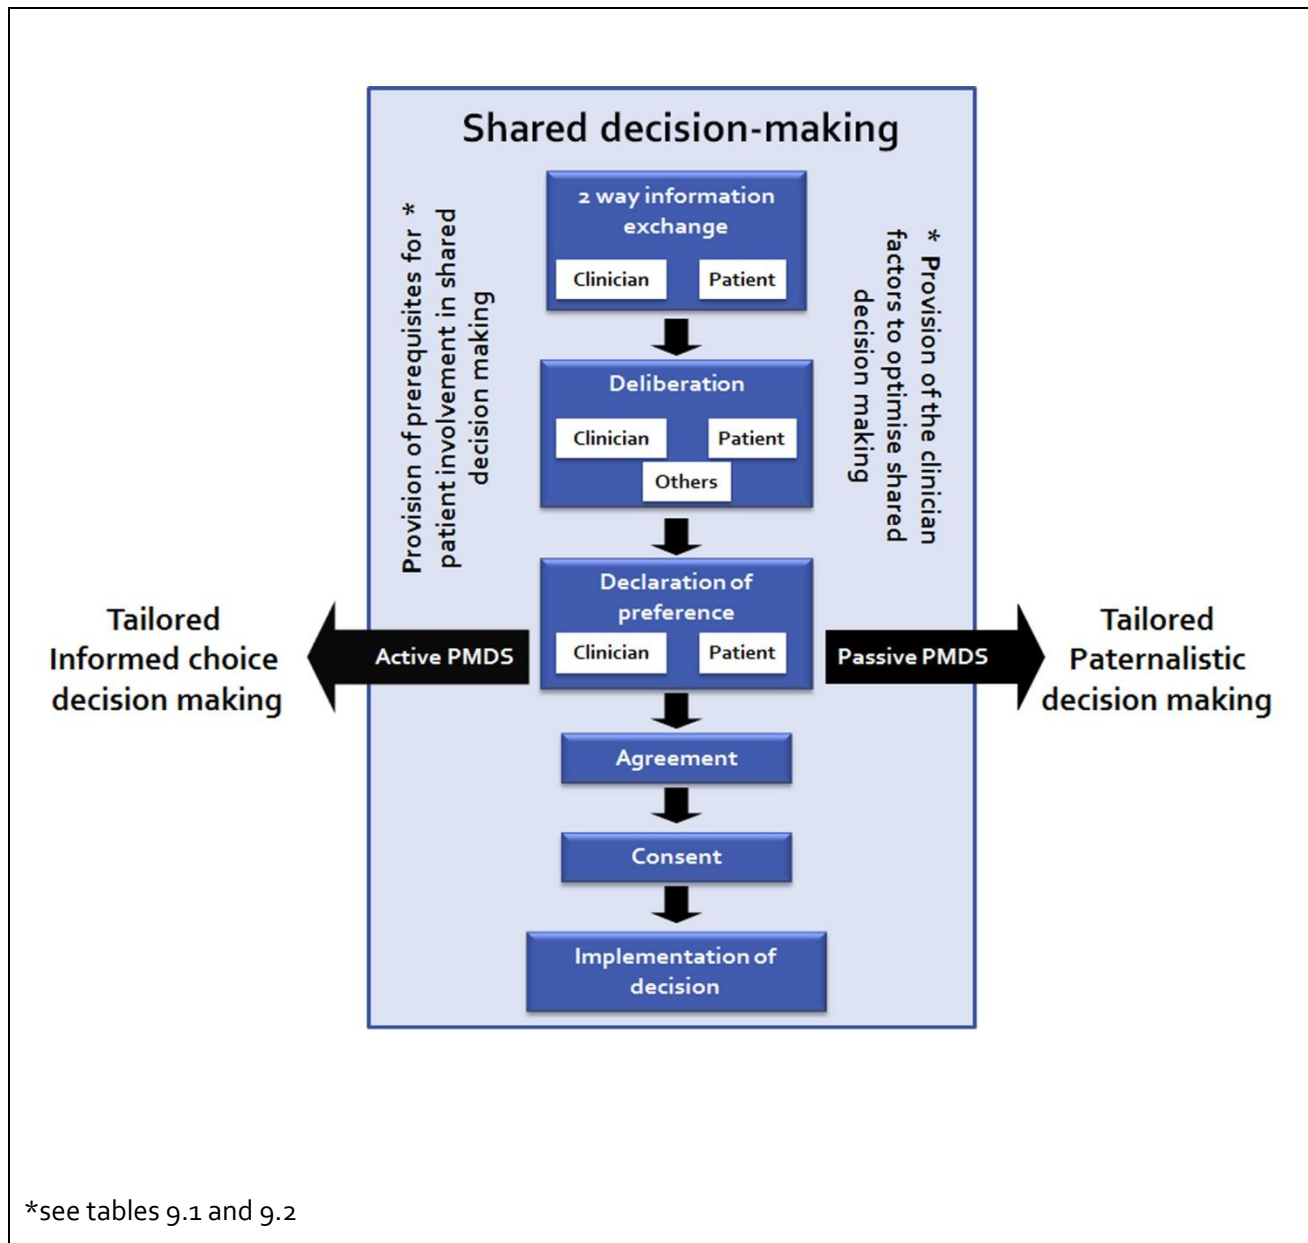 Shared decision-making
Provision of prerequisites for *
patient involvement in shared
decision making
2 way information
exchange
Clinician Patient
* Provision of the clinician
factors to optimise shared
decision making
Deliberation
Clinician Patient
Others
Declaration of
preference
Clinician Patient
Tailored
Informed choice
decision making
Active PMDS
Passive PMDS
Tailored
Paternalistic
decision making
Agreement
Consent
Implementation of
decision
*see tables 9.1 and 9.2